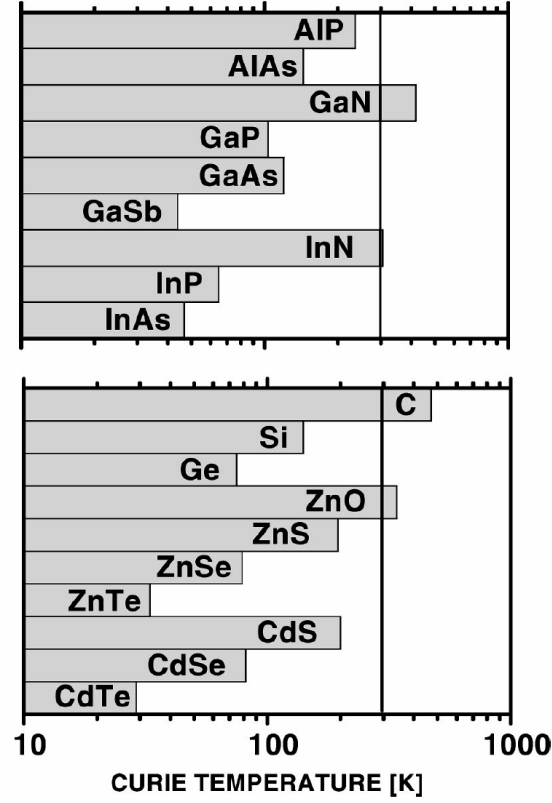 AlP
AlAs
GaN
GaP
GaAs
GaSb
InN
InP
InAs
C
Si
Ge
ZnO
ZnS
ZnSe
ZnTe
CdS
CdSe
CdTe
10 100 1000
CURIE TEMPERATURE [K]